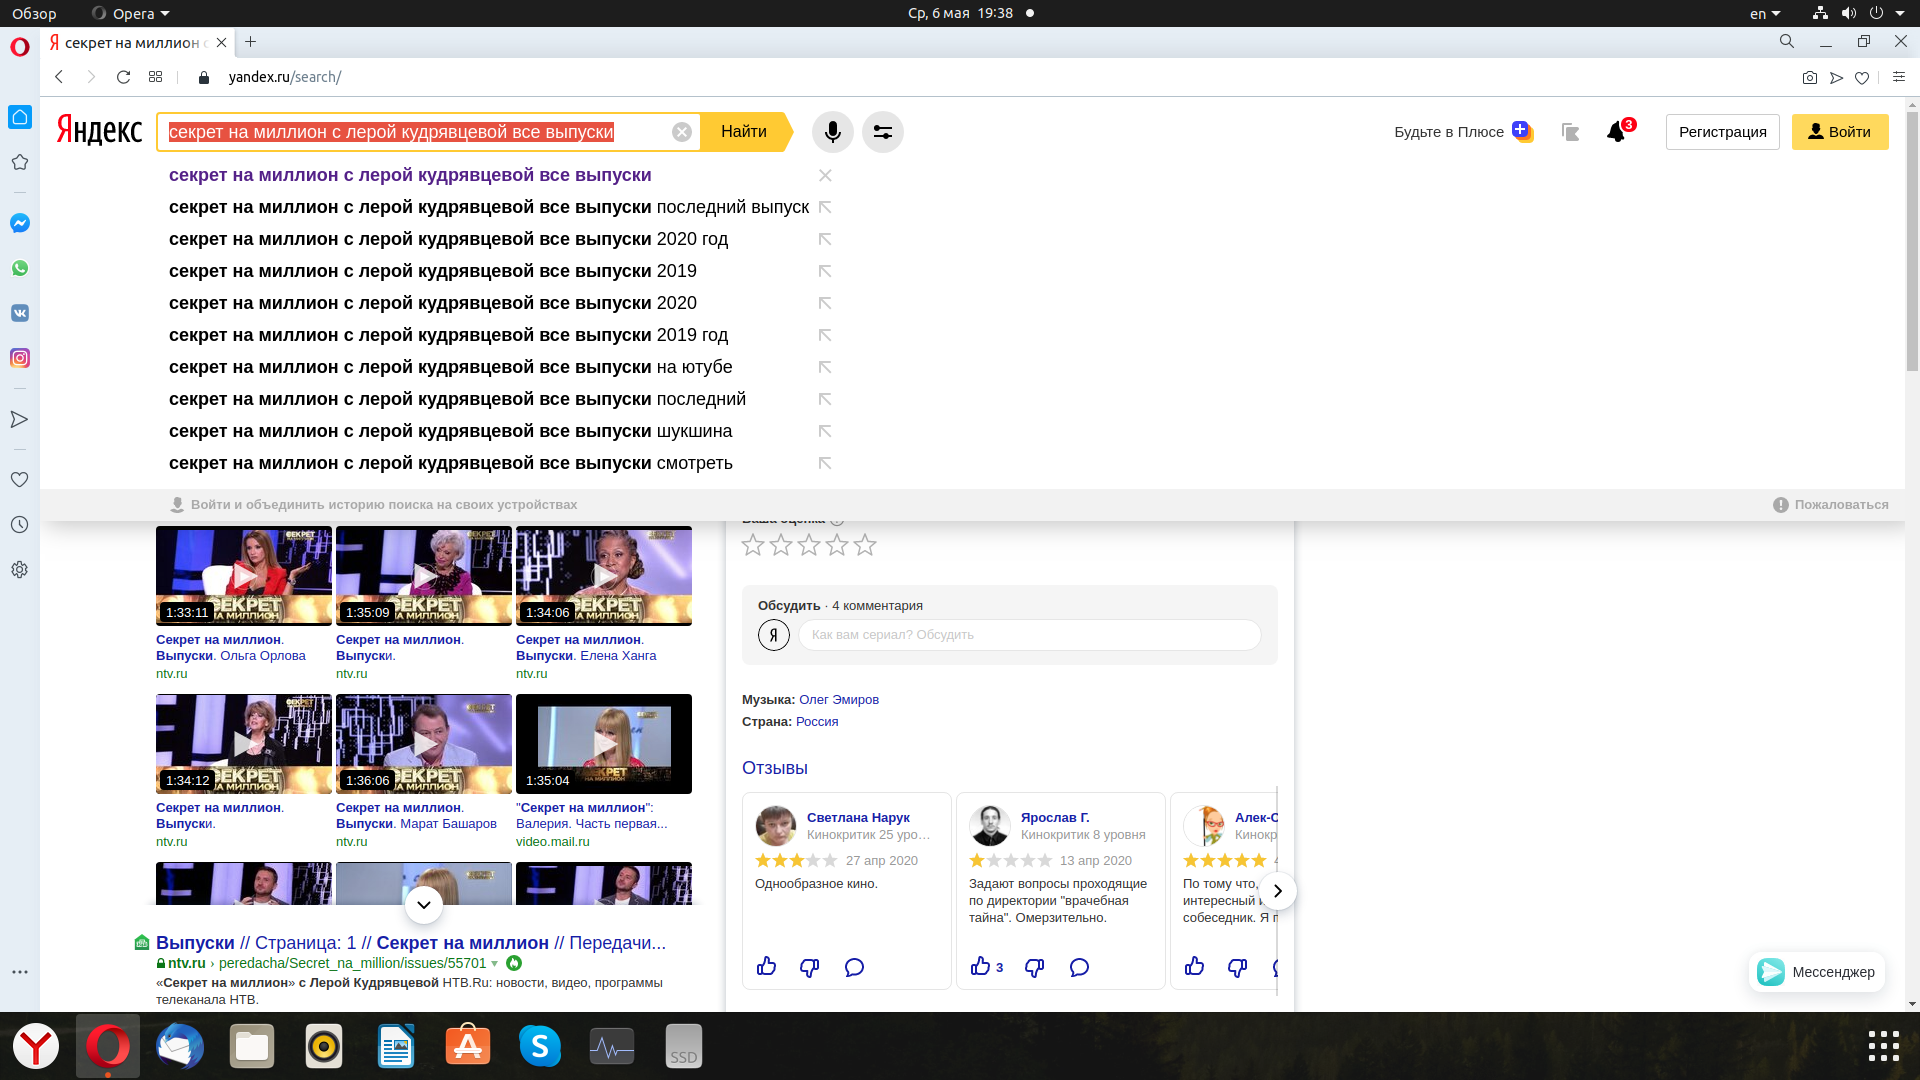 Обзор
Opera
Ср, 6 мая 19:38
en
секрет на миллион с
yandex.ru/search/
Яндекс
секрет на миллион с лерой кудрявцевой все выпуски
Найти
Будьте в Плюсе
3
Регистрация
Войти
секрет на миллион с лерой кудрявцевой все выпуски
секрет на миллион с лерой кудрявцевой все выпуски последний выпуск
секрет на миллион с лерой кудрявцевой все выпуски 2020 год
секрет на миллион с лерой кудрявцевой все выпуски 2019
секрет на миллион с лерой кудрявцевой все выпуски 2020
секрет на миллион с лерой кудрявцевой все выпуски 2019 год
секрет на миллион с лерой кудрявцевой все выпуски на ютубе
секрет на миллион с лерой кудрявцевой все выпуски последний
секрет на миллион с лерой кудрявцевой все выпуски шукшина
секрет на миллион с лерой кудрявцевой все выпуски смотреть
Войти и объединить историю поиска на своих устройствах
Пожаловаться
1:33:11
1:35:09
1:34:06
Секрет на миллион.
Выпуски. Ольга Орлова
ntv.ru
Секрет на миллион.
Выпуски.
ntv.ru
Секрет на миллион.
Выпуски. Елена Ханга
ntv.ru
1:34:12
1:36:06
1:35:04
Секрет на миллион.
Выпуски.
ntv.ru
Секрет на миллион.
Выпуски. Марат Башаров
ntv.ru
"Секрет на миллион":
Валерия. Часть первая...
video.mail.ru
Выпуски // Страница: 1 // Секрет на миллион // Передачи...
ntv.ru › peredacha/Secret_na_million/issues/55701
«Секрет на миллион» с Лерой Кудрявцевой НТВ.Ru: новости, видео, программы
телеканала НТВ.
Ваша оценка
Обсудить · 4 комментария
Я
Как вам сериал? Обсудить
Музыка: Олег Эмиров
Страна: Россия
Отзывы
Светлана Нарук
Кинокритик 25 уро...
27 апр 2020
Однообразное кино.
Ярослав Г.
Кинокритик 8 уровня
13 апр 2020
Задают вопросы проходящие
по директории "врачебная
тайна". Омерзительно.
3
Алек-С
Кинокр
4
По тому что,
интересный и
собеседник. Я п
Мессенджер
SSD